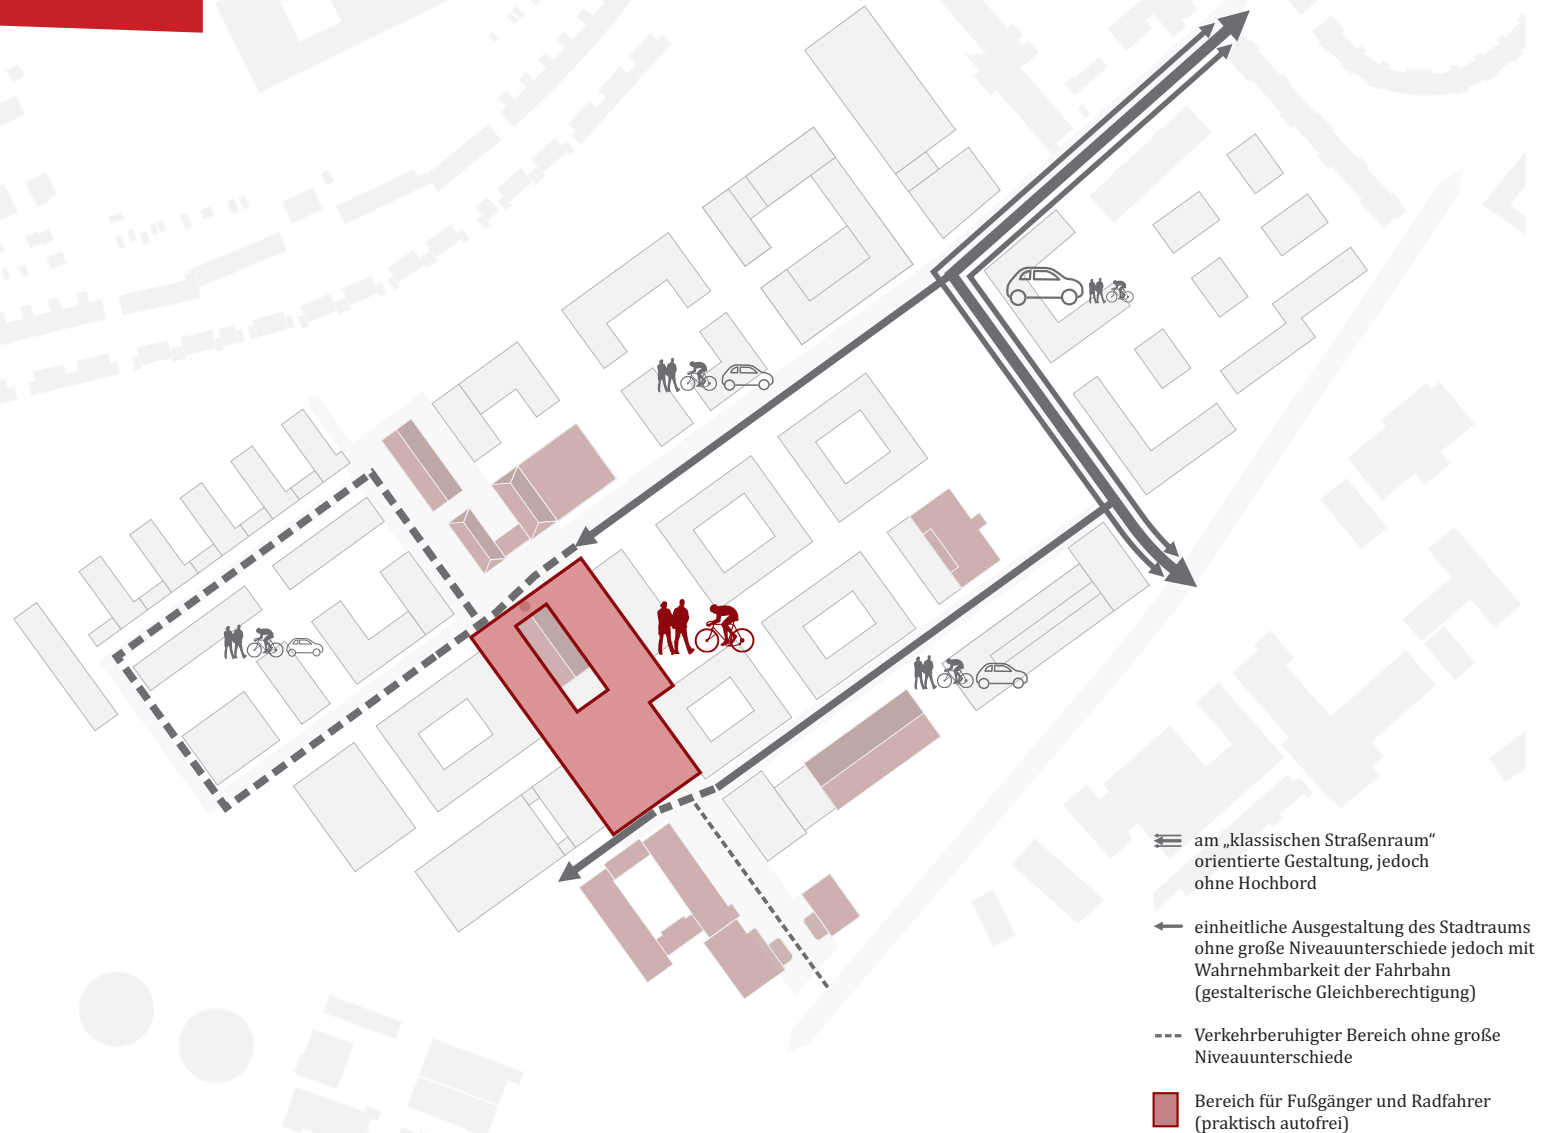 am „klassischen Straßenraum“
orientierte Gestaltung, jedoch
ohne Hochbord
einheitliche Ausgestaltung des Stadtraums
ohne große Niveauunterschiede jedoch mit
Wahrnehmbarkeit der Fahrbahn
(gestalterische Gleichberechtigung)
Verkehrberuhigter Bereich ohne große
Niveauunterschiede
Bereich für Fußgänger und Radfahrer
(praktisch autofrei)